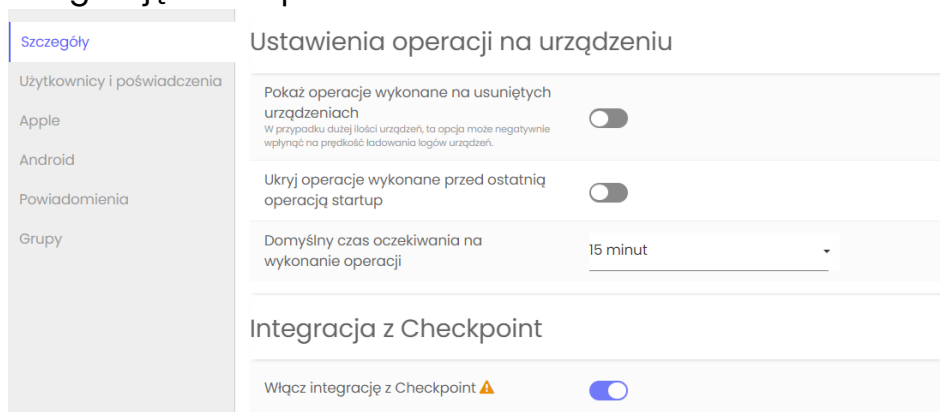 Szczegóły
Użytkownicy i poświadczenia
Apple
Android
Powiadomienia
Grupy
Ustawienia operacji na urządzeniu
Pokaż operacje wykonane na usuniętych
urządzeniach
W przypadku dużej ilości urządzeń, ta opcja może negatywnie
wpłynąć na prędkość ładowania logów urządzeń.
Ukryj operacje wykonane przed ostatnią
operacją startup
Domyślny czas oczekiwania na
wykonanie operacji
15 minut
Integracja z Checkpoint
Włącz integrację z Checkpoint